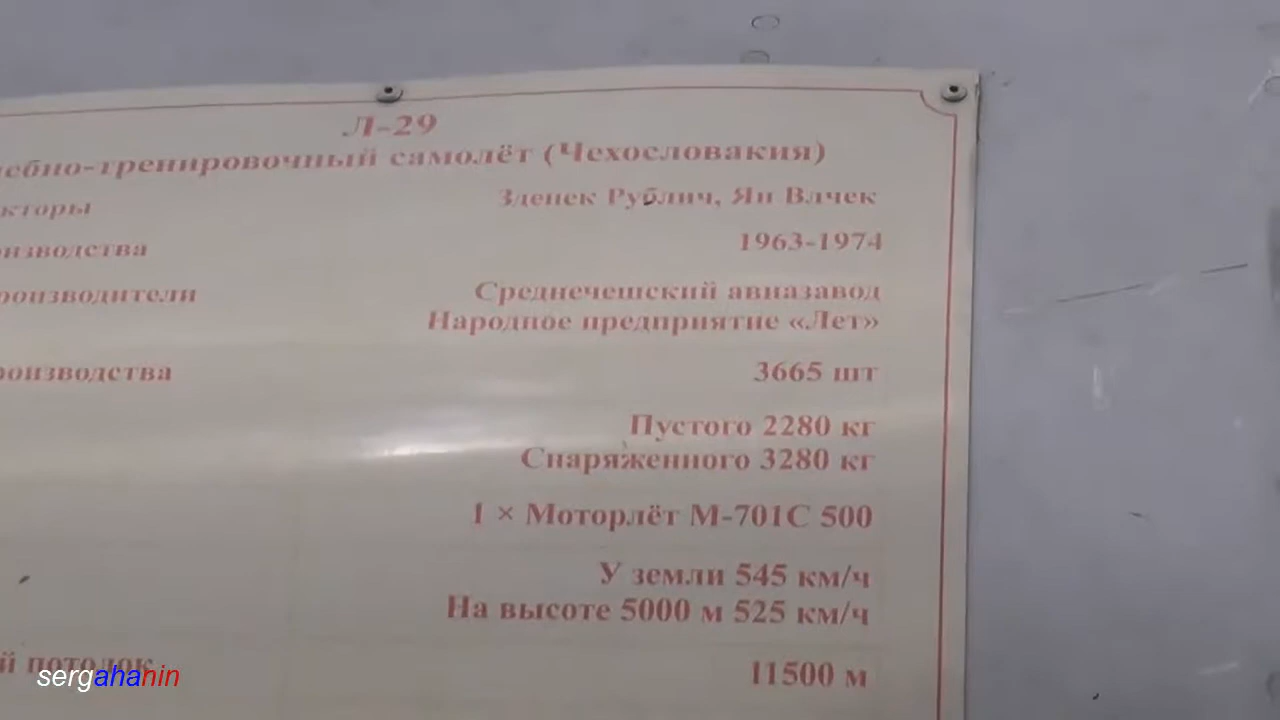 Л-29
ебно-тренировочный самолёт (Чехословакия)
кторы Зденек Рублич, Ян Влчек
оизводства 1963-1974
роизводители Среднечешский авиазавод
Народное предприятие «Лет»
роизводства 3665 шт
Пустого 2280 кг
Снаряженного 3280 кг
1 × Моторлёт М-701С 500
У земли 545 км/ч
На высоте 5000 м 525 км/ч
й потолок 11500 м
sergahanin